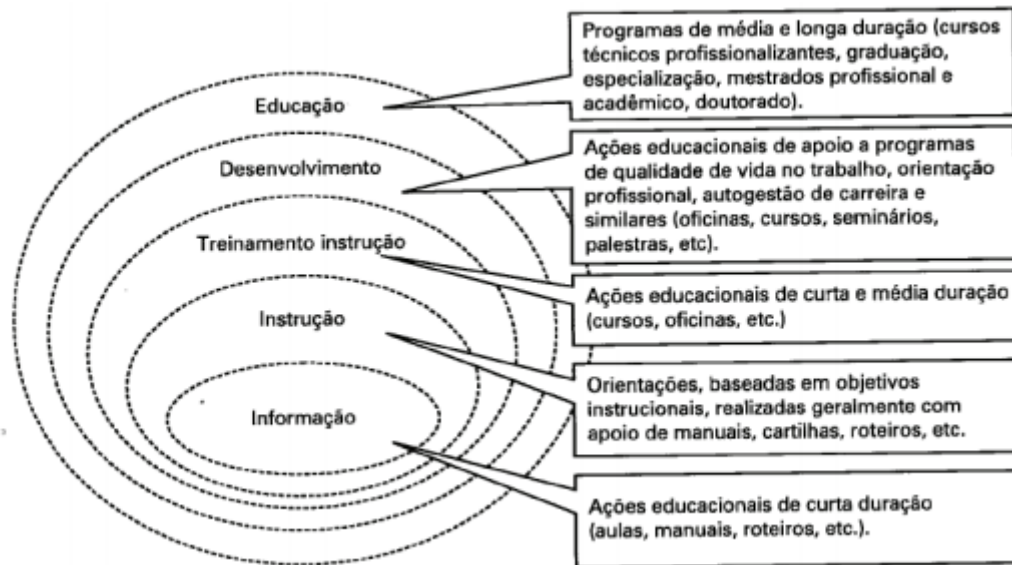 Educação
Programas de média e longa duração (cursos
técnicos profissionalizantes, graduação,
especialização, mestrados profissional e
acadêmico, doutorado).
Desenvolvimento
Ações educacionais de apoio a programas
de qualidade de vida no trabalho, orientação
profissional, autogestão de carreira e
similares (oficinas, cursos, seminários,
palestras, etc).
Treinamento instrução
Ações educacionais de curta e média duração
(cursos, oficinas, etc.)
Instrução
Orientações, baseadas em objetivos
instrucionais, realizadas geralmente com
apoio de manuais, cartilhas, roteiros, etc.
Informação
Ações educacionais de curta duração
(aulas, manuais, roteiros, etc.).